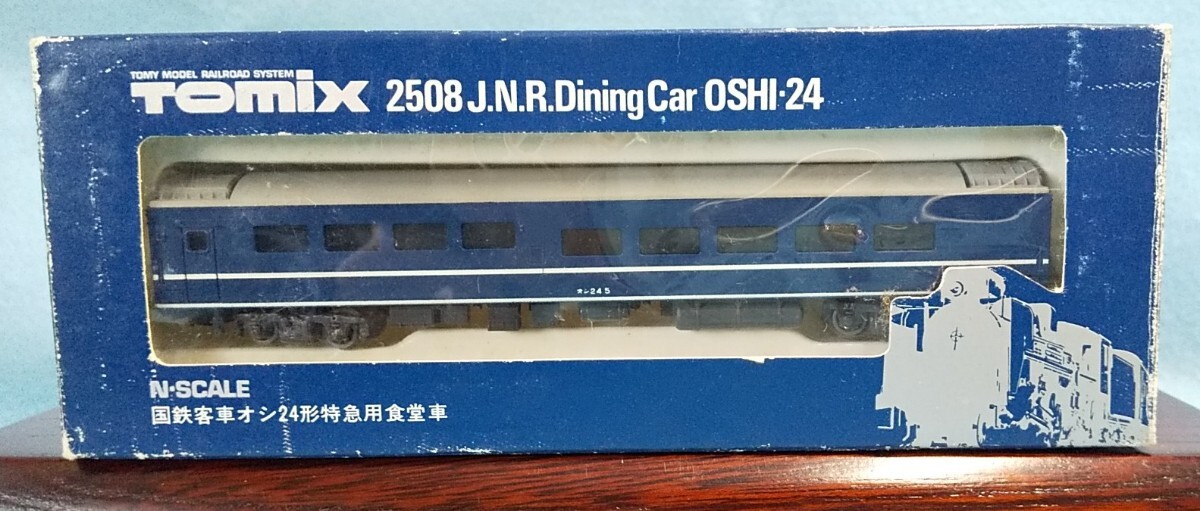 TOMY MODEL RAILROAD SYSTEM
TOMIX 2508 J.N.R. Dining Car OSHI·24
オシ24 5
N·SCALE
国鉄客車オシ24形特急用食堂車